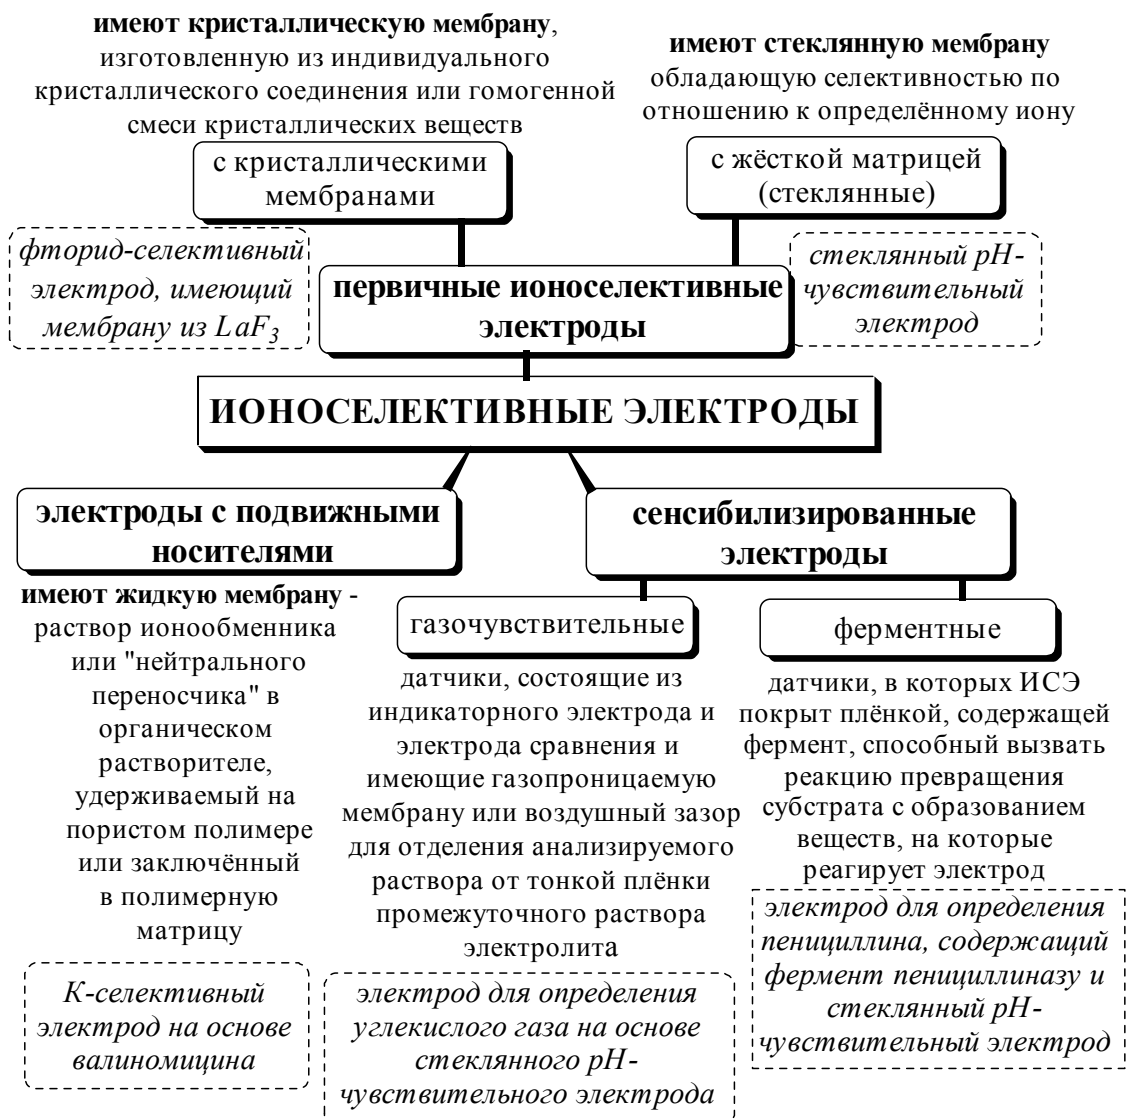 имеют кристаллическую мембрану,
изготовленную из индивидуального
кристаллического соединения или гомогенной
смеси кристаллических веществ
имеют стеклянную мембрану
обладающую селективностью по
отношению к определённому иону
с кристаллическими
мембранами
с жёсткой матрицей
(стеклянные)
фторид-селективный
электрод, имеющий
мембрану из LaF3
первичные ионоселективные
электроды
стеклянный pH-
чувствительный
электрод
ИОНОСЕЛЕКТИВНЫЕ ЭЛЕКТРОДЫ
электроды с подвижными
носителями
имеют жидкую мембрану -
раствор ионообменника
или "нейтрального
переносчика" в
органическом
растворителе,
удерживаемый на
пористом полимере
или заключённый
в полимерную
матрицу
К-селективный
электрод на основе
валиномицина
сенсибилизированные
электроды
газочувствительные
датчики, состоящие из
индикаторного электрода и
электрода сравнения и
имеющие газопроницаемую
мембрану или воздушный зазор
для отделения анализируемого
раствора от тонкой плёнки
промежуточного раствора
электролита
электрод для определения
углекислого газа на основе
стеклянного pH-
чувствительного электрода
ферментные
датчики, в которых ИСЭ
покрыт плёнкой, содержащей
фермент, способный вызвать
реакцию превращения
субстрата с образованием
веществ, на которые
реагирует электрод
электрод для определения
пенициллина, содержащий
фермент пенициллиназу и
стеклянный pH-
чувствительный электрод